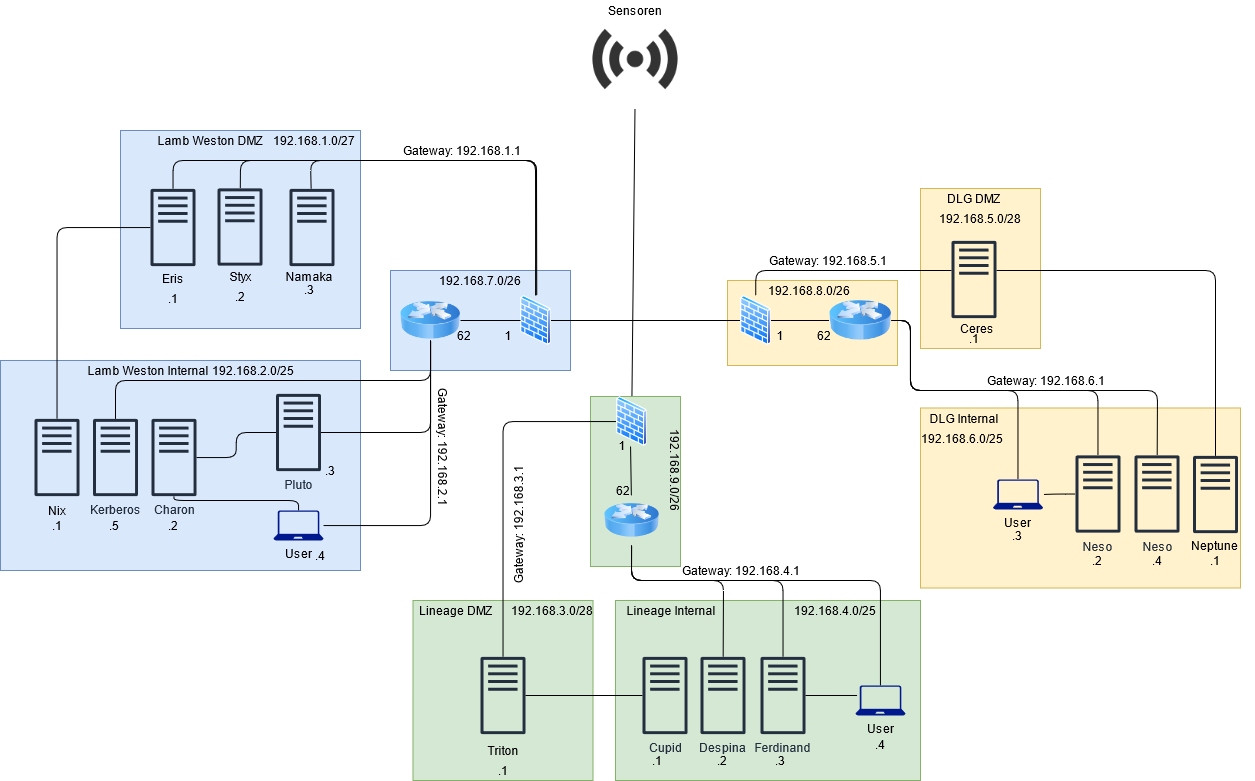 Sensoren
Lamb Weston DMZ 192.168.1.0/27
Gateway: 192.168.1.1
Eris
.1
Styx
.2
Namaka
.3
192.168.7.0/26
62
1
DLG DMZ
192.168.5.0/28
Gateway: 192.168.5.1
Ceres
.1
192.168.8.0/26
1
62
Lamb Weston Internal 192.168.2.0/25
Gateway: 192.168.2.1
Nix
.1
Kerberos
.5
Charon
.2
Pluto
.3
User .4
1
62
192.168.9.0/26
Gateway: 192.168.3.1
Gateway: 192.168.6.1
DLG Internal
192.168.6.0/25
User
.3
Neso
.2
Neso
.4
Neptune
.1
Gateway: 192.168.4.1
Lineage DMZ 192.168.3.0/28
Triton
.1
Lineage Internal 192.168.4.0/25
Cupid
.1
Despina
.2
Ferdinand
.3
User
.4